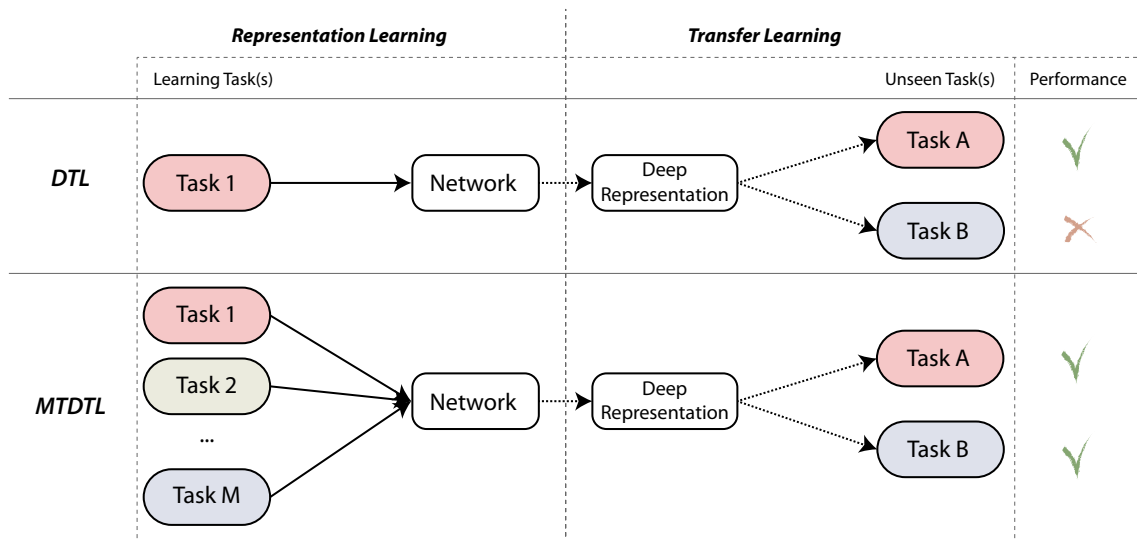 Representation Learning
Transfer Learning
Learning Task(s)
Unseen Task(s)
Performance
DTL
Task 1
Network
Deep
Representation
Task A
Task B
MTDTL
Task 1
Task 2
...
Task M
Network
Deep
Representation
Task A
Task B